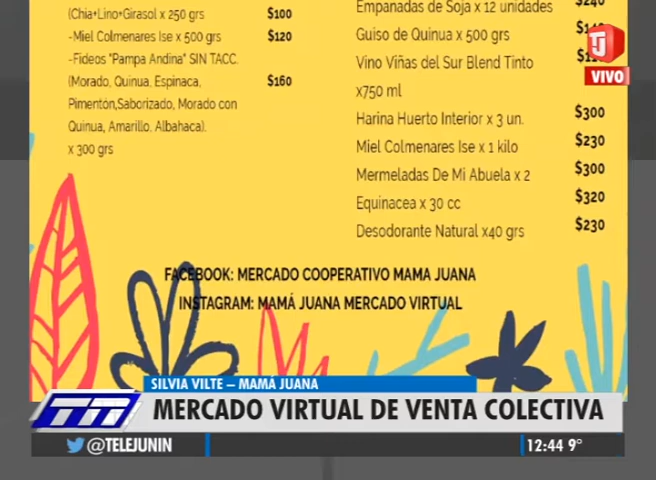 (Chia+Lino+Girasol x 250 grs $100
-Miel Colmenares Ise x 500 grs $120
-Fideos "Pampa Andina" SIN TACC.
(Morado, Quinua, Espinaca, $160
Pimentón,Saborizado, Morado con
Quinua, Amarillo, Albahaca).
x 300 grs
Empanadas de Soja x 12 unidades $240
Guiso de Quinua x 500 grs
Vino Viñas del Sur Blend Tinto
x750 ml
Harina Huerto Interior x 3 un. $300
Miel Colmenares Ise x 1 kilo $230
Mermeladas De Mi Abuela x 2 $300
Equinacea x 30 cc $320
Desodorante Natural x40 grs $230
FACEBOOK: MERCADO COOPERATIVO MAMA JUANA
INSTAGRAM: MAMÁ JUANA MERCADO VIRTUAL
TJ
VIVO
SILVIA VILTE – MAMÁ JUANA
MERCADO VIRTUAL DE VENTA COLECTIVA
@TELEJUNIN
12:44 9°